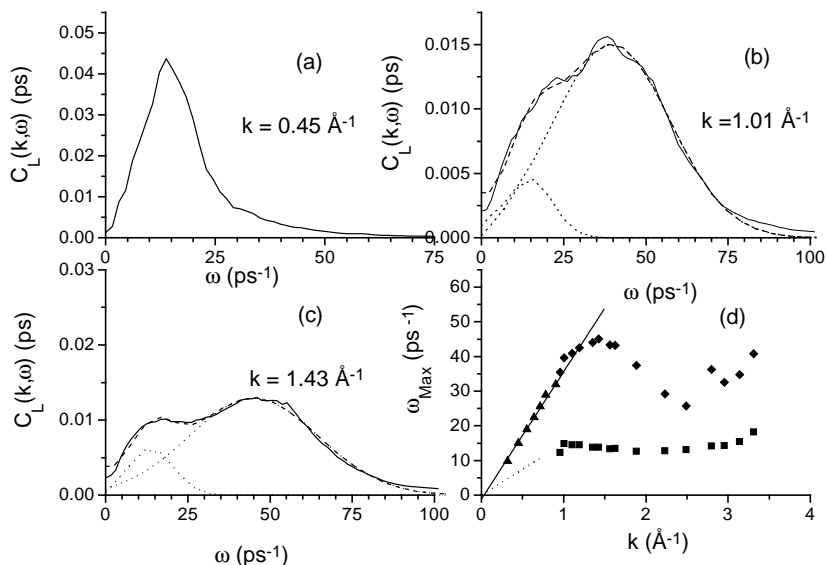 0.05
0.04
0.03
0.02
0.01
0.00
C_L(k,ω) (ps)
(a)
k = 0.45 Å-1
0 25 50 75
ω (ps-1)
0.015
0.010
0.005
0.000
C_L(k,ω) (ps)
(b)
k =1.01 Å-1
0 25 50 75 100
ω (ps-1)
0.03
0.02
0.01
0.00
C_L(k,ω) (ps)
(c)
k = 1.43 Å-1
0 25 50 75 100
ω (ps-1)
60
50
40
30
20
10
0
ω_Max (ps-1)
(d)
0 1 2 3 4
k (Å-1)